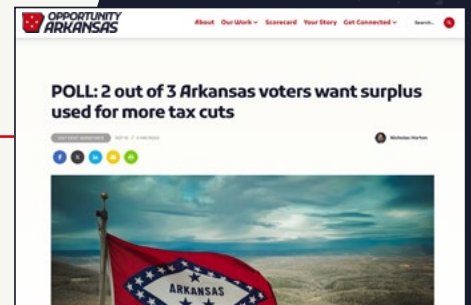 OPPORTUNITY
ARKANSAS
About Our Work Scorecard Your Story Get Connected Search...
POLL: 2 out of 3 Arkansas voters want surplus
used for more tax cuts
Nicholas Horton
ARKANSAS